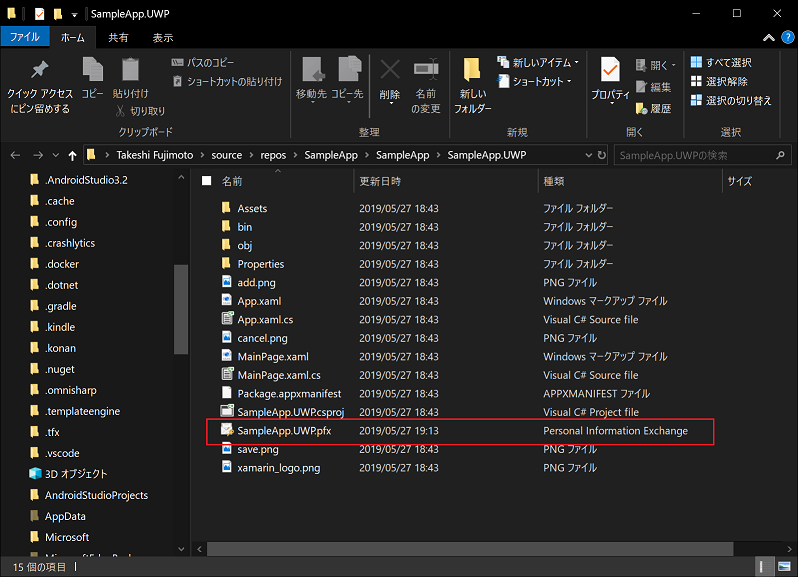 SampleApp.UWP
ファイル ホーム 共有 表示
クイック アクセス
にピン留めする
コピー
貼り付け
パスのコピー
ショートカットの貼り付け
切り取り
クリップボード
移動先 コピー先
削除
名前
の変更
整理
新しい
フォルダー
新しいアイテム
ショートカット
新規
プロパティ
開く
編集
履歴
開く
すべて選択
選択解除
選択の切り替え
選択
Takeshi Fujimoto > source > repos > SampleApp > SampleApp > SampleApp.UWP
SampleApp.UWPの検索
.AndroidStudio3.2
.cache
.config
.crashlytics
.docker
.dotnet
.gradle
.kindle
.konan
.nuget
.omnisharp
.templateengine
.tfx
.vscode
3D オブジェクト
AndroidStudioProjects
AppData
Microsoft
名前 更新日時 種類 サイズ
Assets 2019/05/27 18:43 ファイル フォルダー
bin 2019/05/27 18:43 ファイル フォルダー
obj 2019/05/27 18:43 ファイル フォルダー
Properties 2019/05/27 18:43 ファイル フォルダー
add.png 2019/05/27 18:43 PNG ファイル
App.xaml 2019/05/27 18:43 Windows マークアップ ファイル
App.xaml.cs 2019/05/27 18:43 Visual C# Source file
cancel.png 2019/05/27 18:43 PNG ファイル
MainPage.xaml 2019/05/27 18:43 Windows マークアップ ファイル
MainPage.xaml.cs 2019/05/27 18:43 Visual C# Source file
Package.appxmanifest 2019/05/27 18:43 APPXMANIFEST ファイル
SampleApp.UWP.csproj 2019/05/27 18:43 Visual C# Project file
SampleApp.UWP.pfx 2019/05/27 19:13 Personal Information Exchange
save.png 2019/05/27 18:43 PNG ファイル
xamarin_logo.png 2019/05/27 18:43 PNG ファイル
15 個の項目